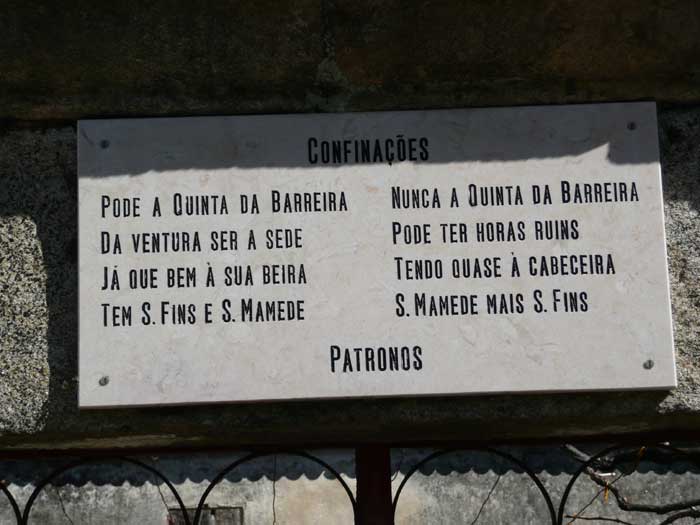 CONFINAÇÕES
PODE A QUINTA DA BARREIRA
DA VENTURA SER A SEDE
JÁ QUE BEM À SUA BEIRA
TEM S. FINS E S. MAMEDE
NUNCA A QUINTA DA BARREIRA
PODE TER HORAS RUINS
TENDO QUASE À CABECEIRA
S. MAMEDE MAIS S. FINS
PATRONOS